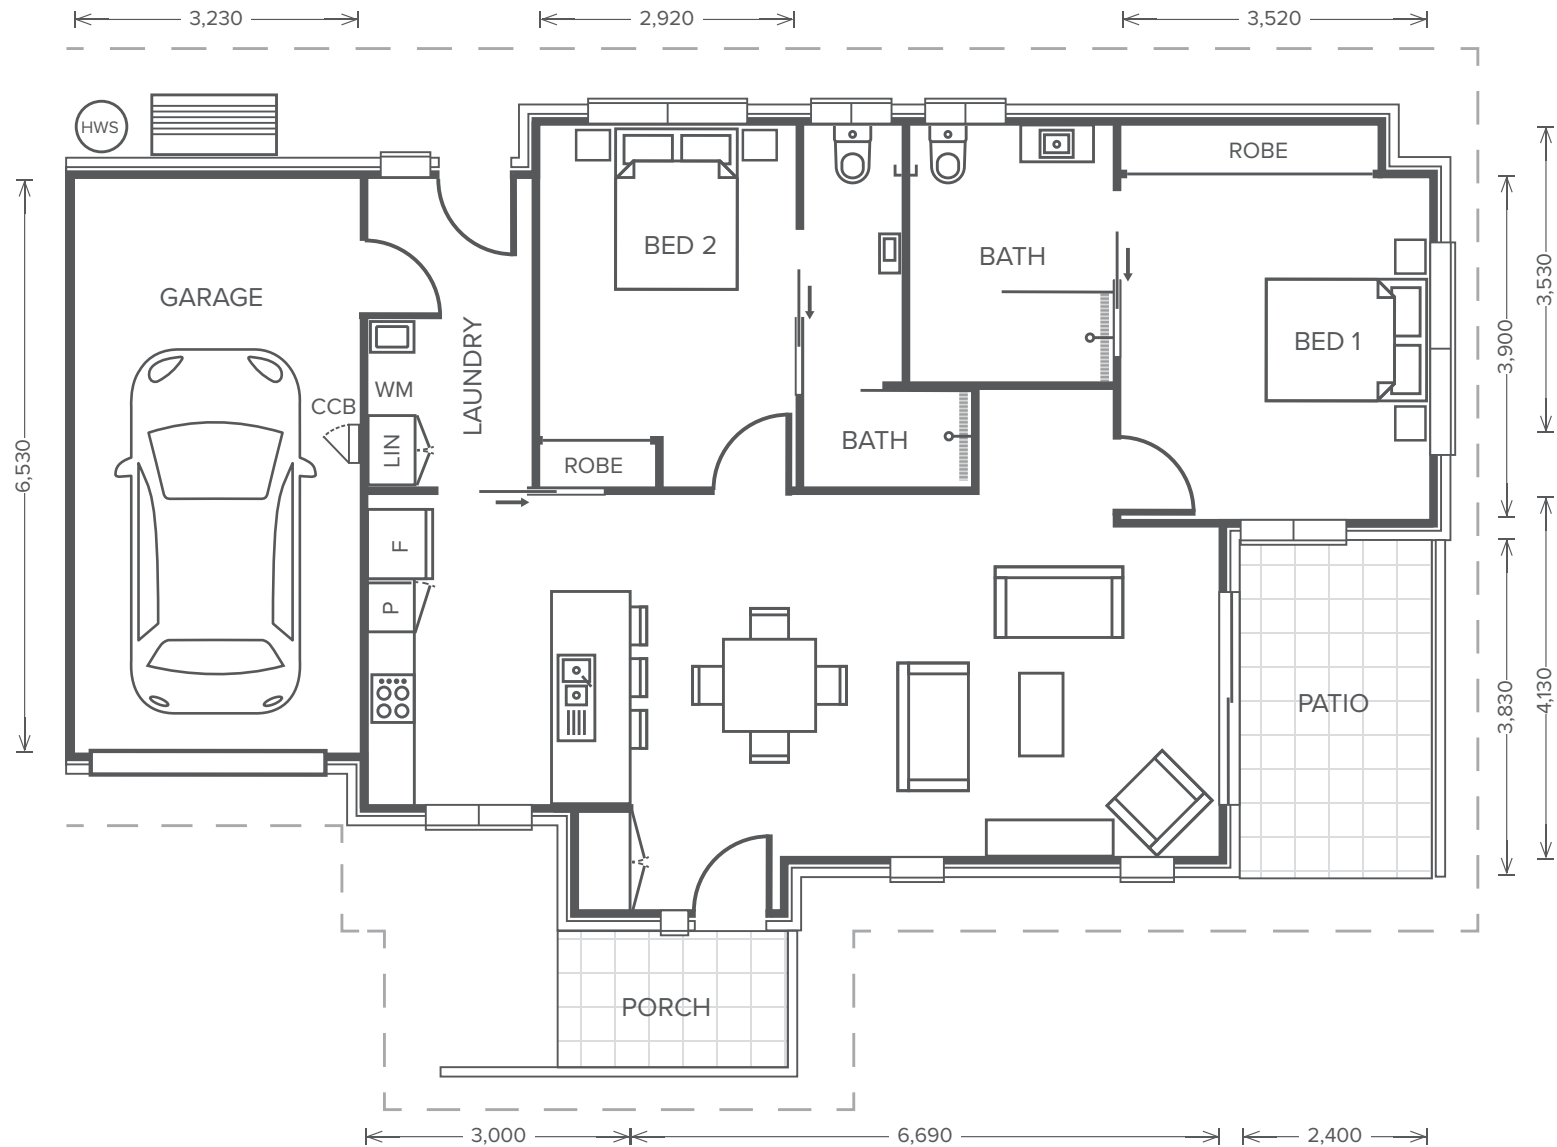 3,230
2,920
3,520
HWS
ROBE
BED 2
BATH
GARAGE
3,530
BED 1
3,900
LAUNDRY
WM
CCB
BATH
LIN
ROBE
6,530
F
P
PATIO
3,830
4,130
PORCH
3,000
6,690
2,400